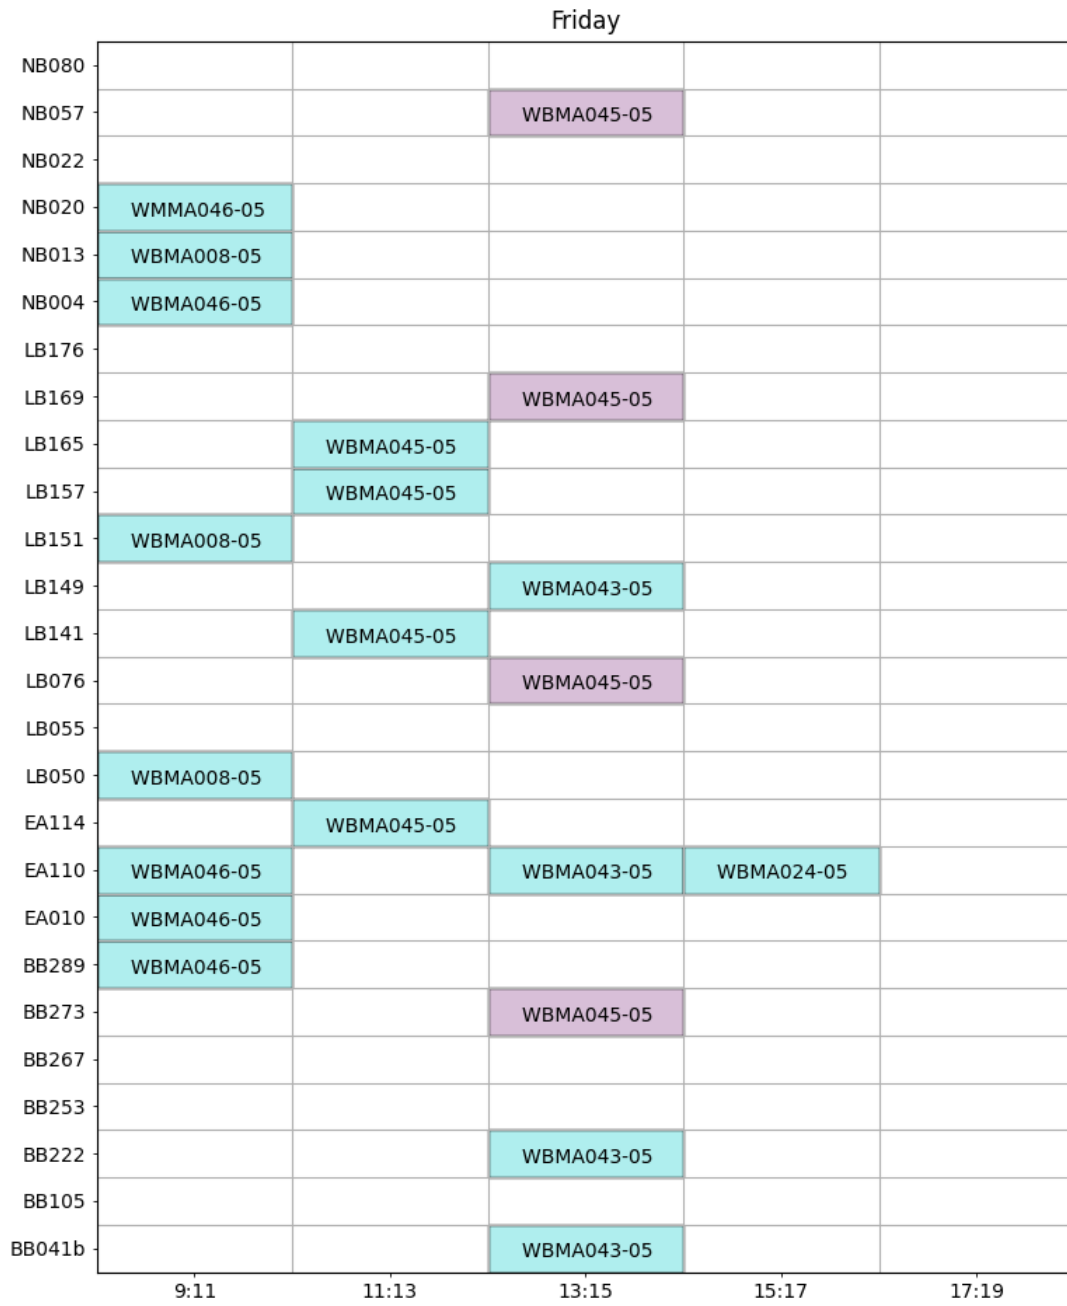 Friday
NB080
NB057 WBMA045-05
NB022
NB020 WMMA046-05
NB013 WBMA008-05
NB004 WBMA046-05
LB176
LB169 WBMA045-05
LB165 WBMA045-05
LB157 WBMA045-05
LB151 WBMA008-05
LB149 WBMA043-05
LB141 WBMA045-05
LB076 WBMA045-05
LB055
LB050 WBMA008-05
EA114 WBMA045-05
EA110 WBMA046-05 WBMA043-05 WBMA024-05
EA010 WBMA046-05
BB289 WBMA046-05
BB273 WBMA045-05
BB267
BB253
BB222 WBMA043-05
BB105
BB041b WBMA043-05
9:11 11:13 13:15 15:17 17:19